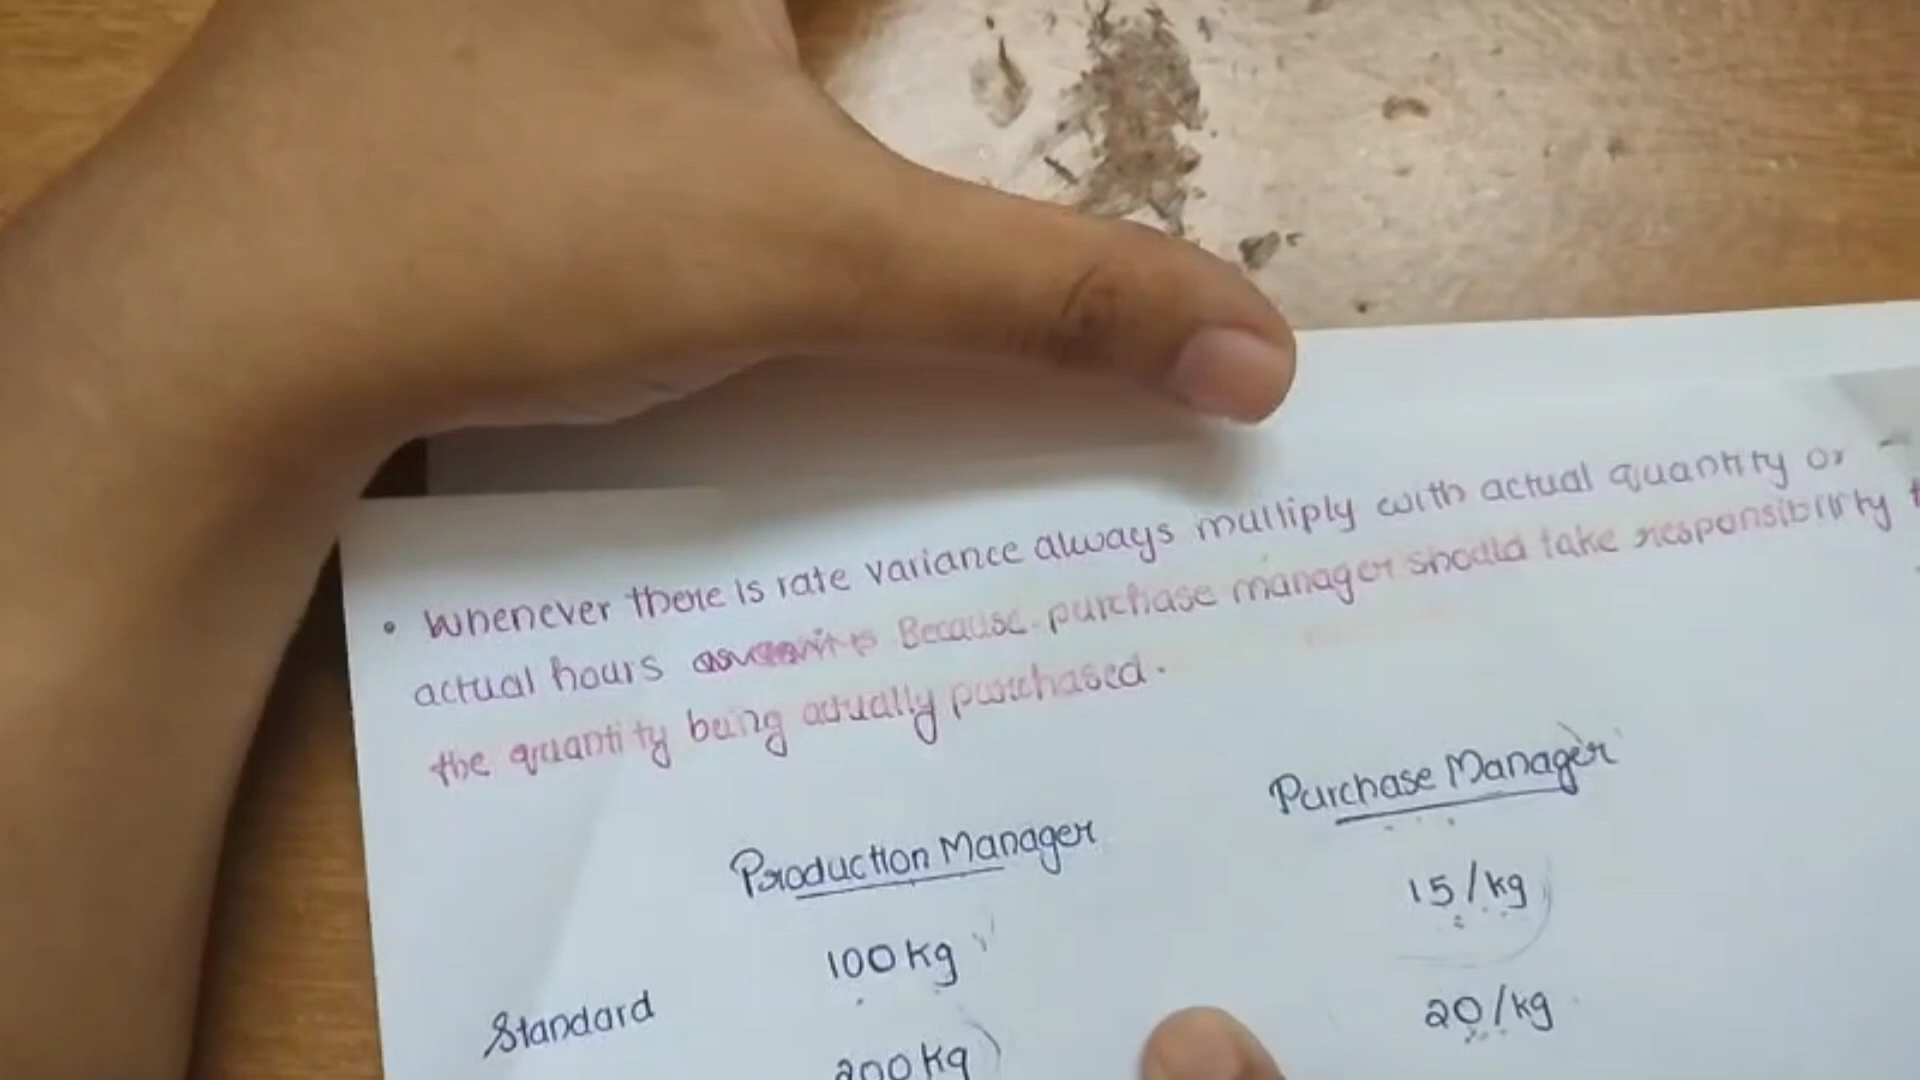 • Whenever there is rate variance always multiply with actual quantity or
actual hours Because purchase manager should take responsibility
the quantity being actually purchased.
Production Manager Purchase Manager
100 kg 15/kg
Standard 20/kg
200 kg